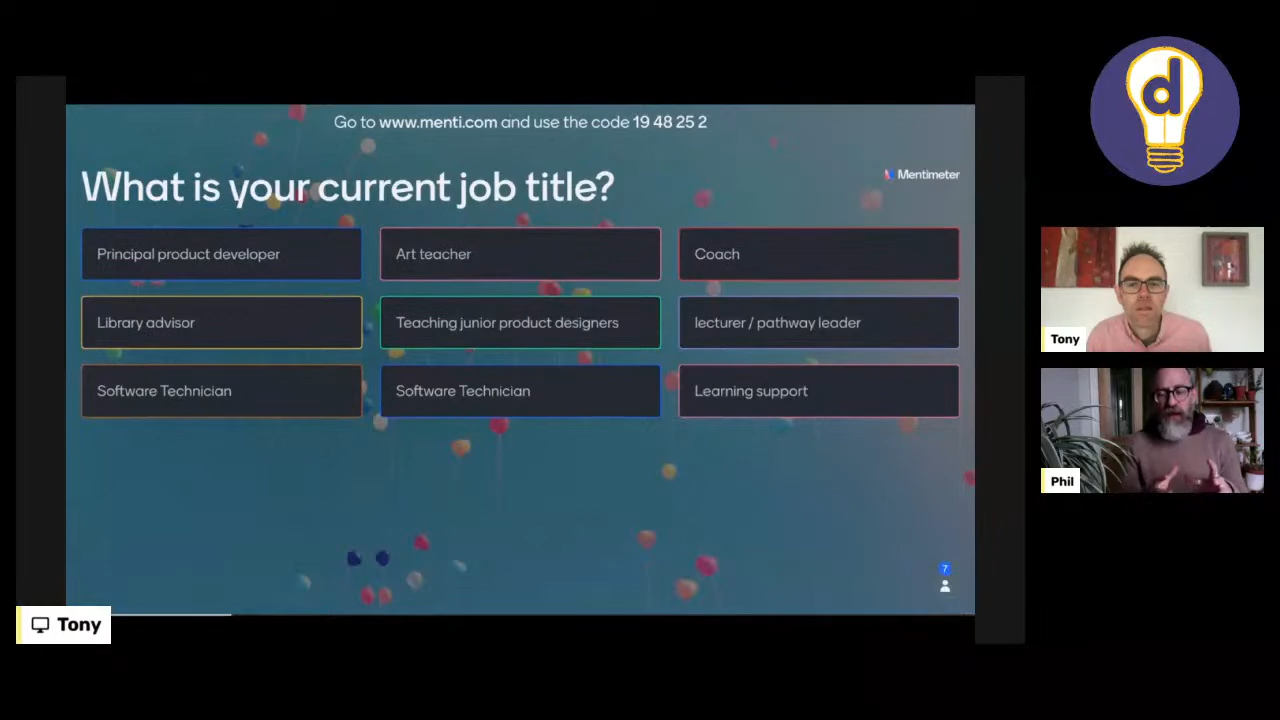 Go to www.menti.com and use the code 19 48 25 2
What is your current job title?
Mentimeter
Principal product developer
Art teacher
Coach
Library advisor
Teaching junior product designers
lecturer / pathway leader
Software Technician
Software Technician
Learning support
7
Tony
Phil
Tony
d